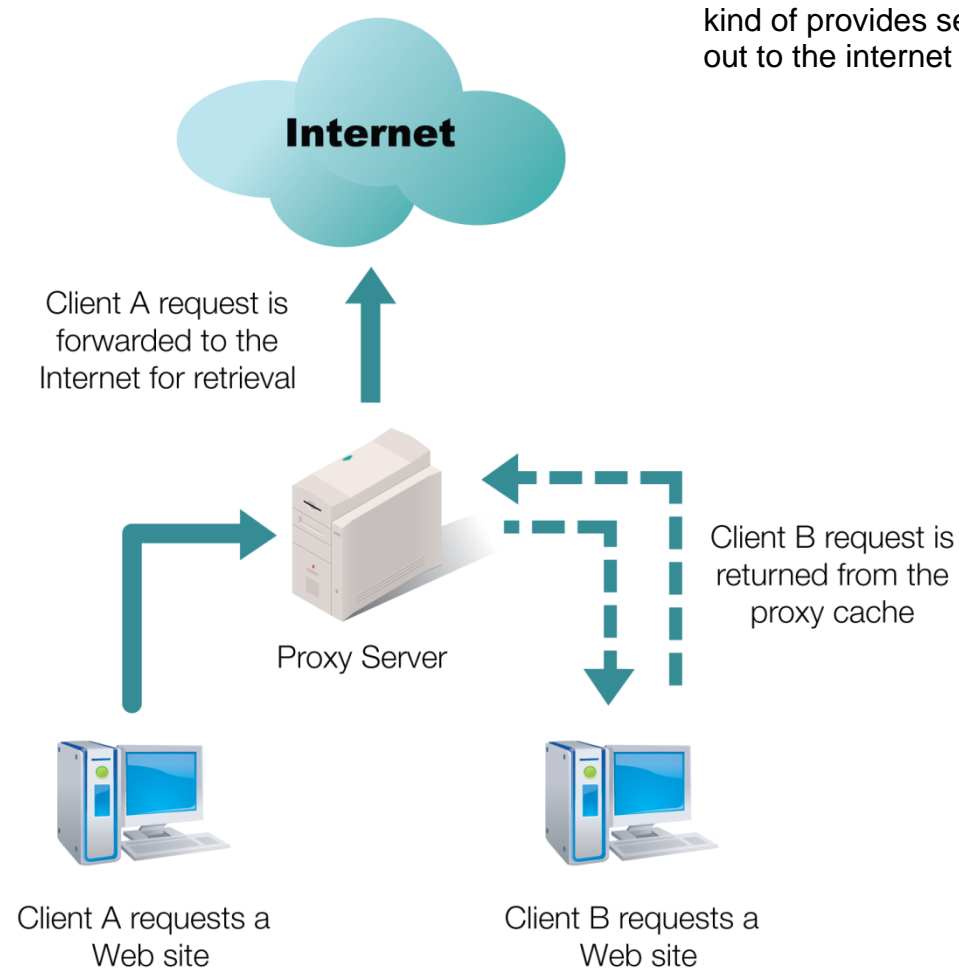 kind of provides
out to the internet
Internet
Client A request is
forwarded to the
Internet for retrieval
Client B request is
returned from the
proxy cache
Proxy Server
Client A requests a
Web site
Client B requests a
Web site